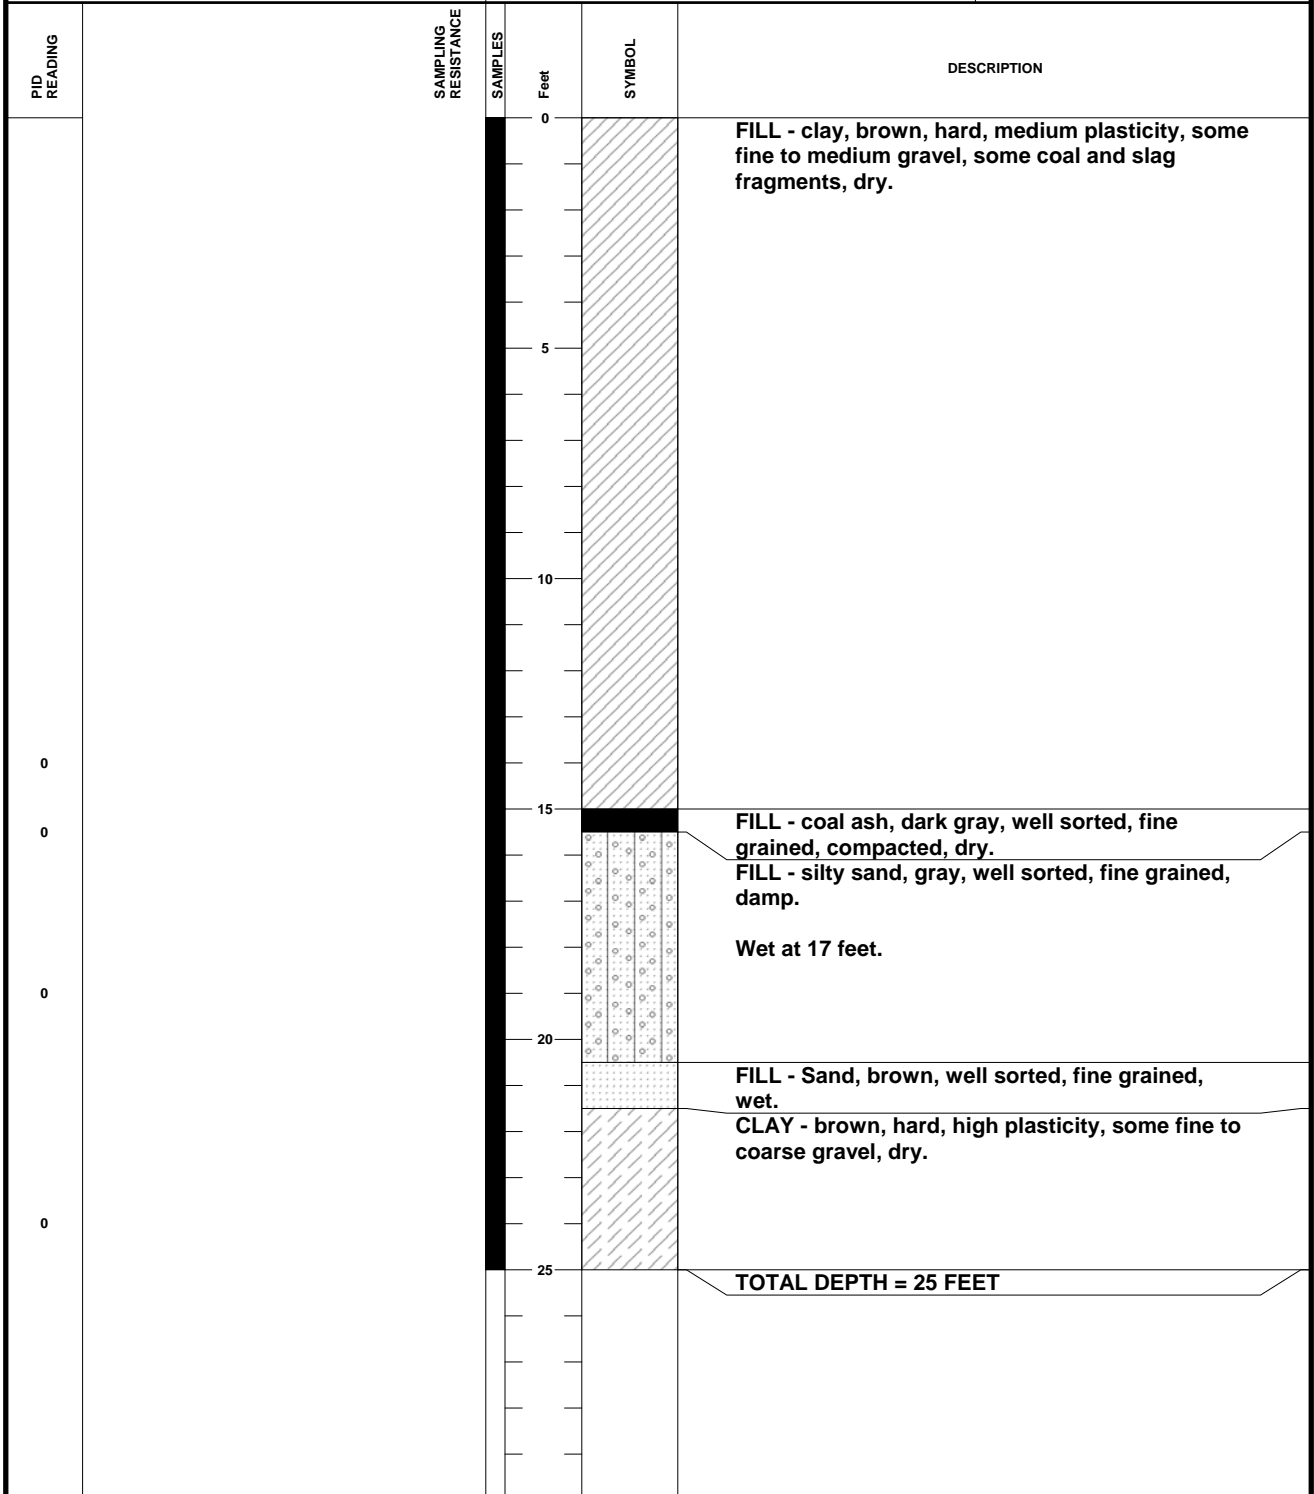 PID
READING
SAMPLING
RESISTANCE
SAMPLES
Feet
SYMBOL
DESCRIPTION
0
FILL - clay, brown, hard, medium plasticity, some
fine to medium gravel, some coal and slag
fragments, dry.
5
10
0
15
FILL - coal ash, dark gray, well sorted, fine
0
grained, compacted, dry.
FILL - silty sand, gray, well sorted, fine grained,
damp.
Wet at 17 feet.
0
20
FILL - Sand, brown, well sorted, fine grained,
wet.
CLAY - brown, hard, high plasticity, some fine to
coarse gravel, dry.
0
25
TOTAL DEPTH = 25 FEET